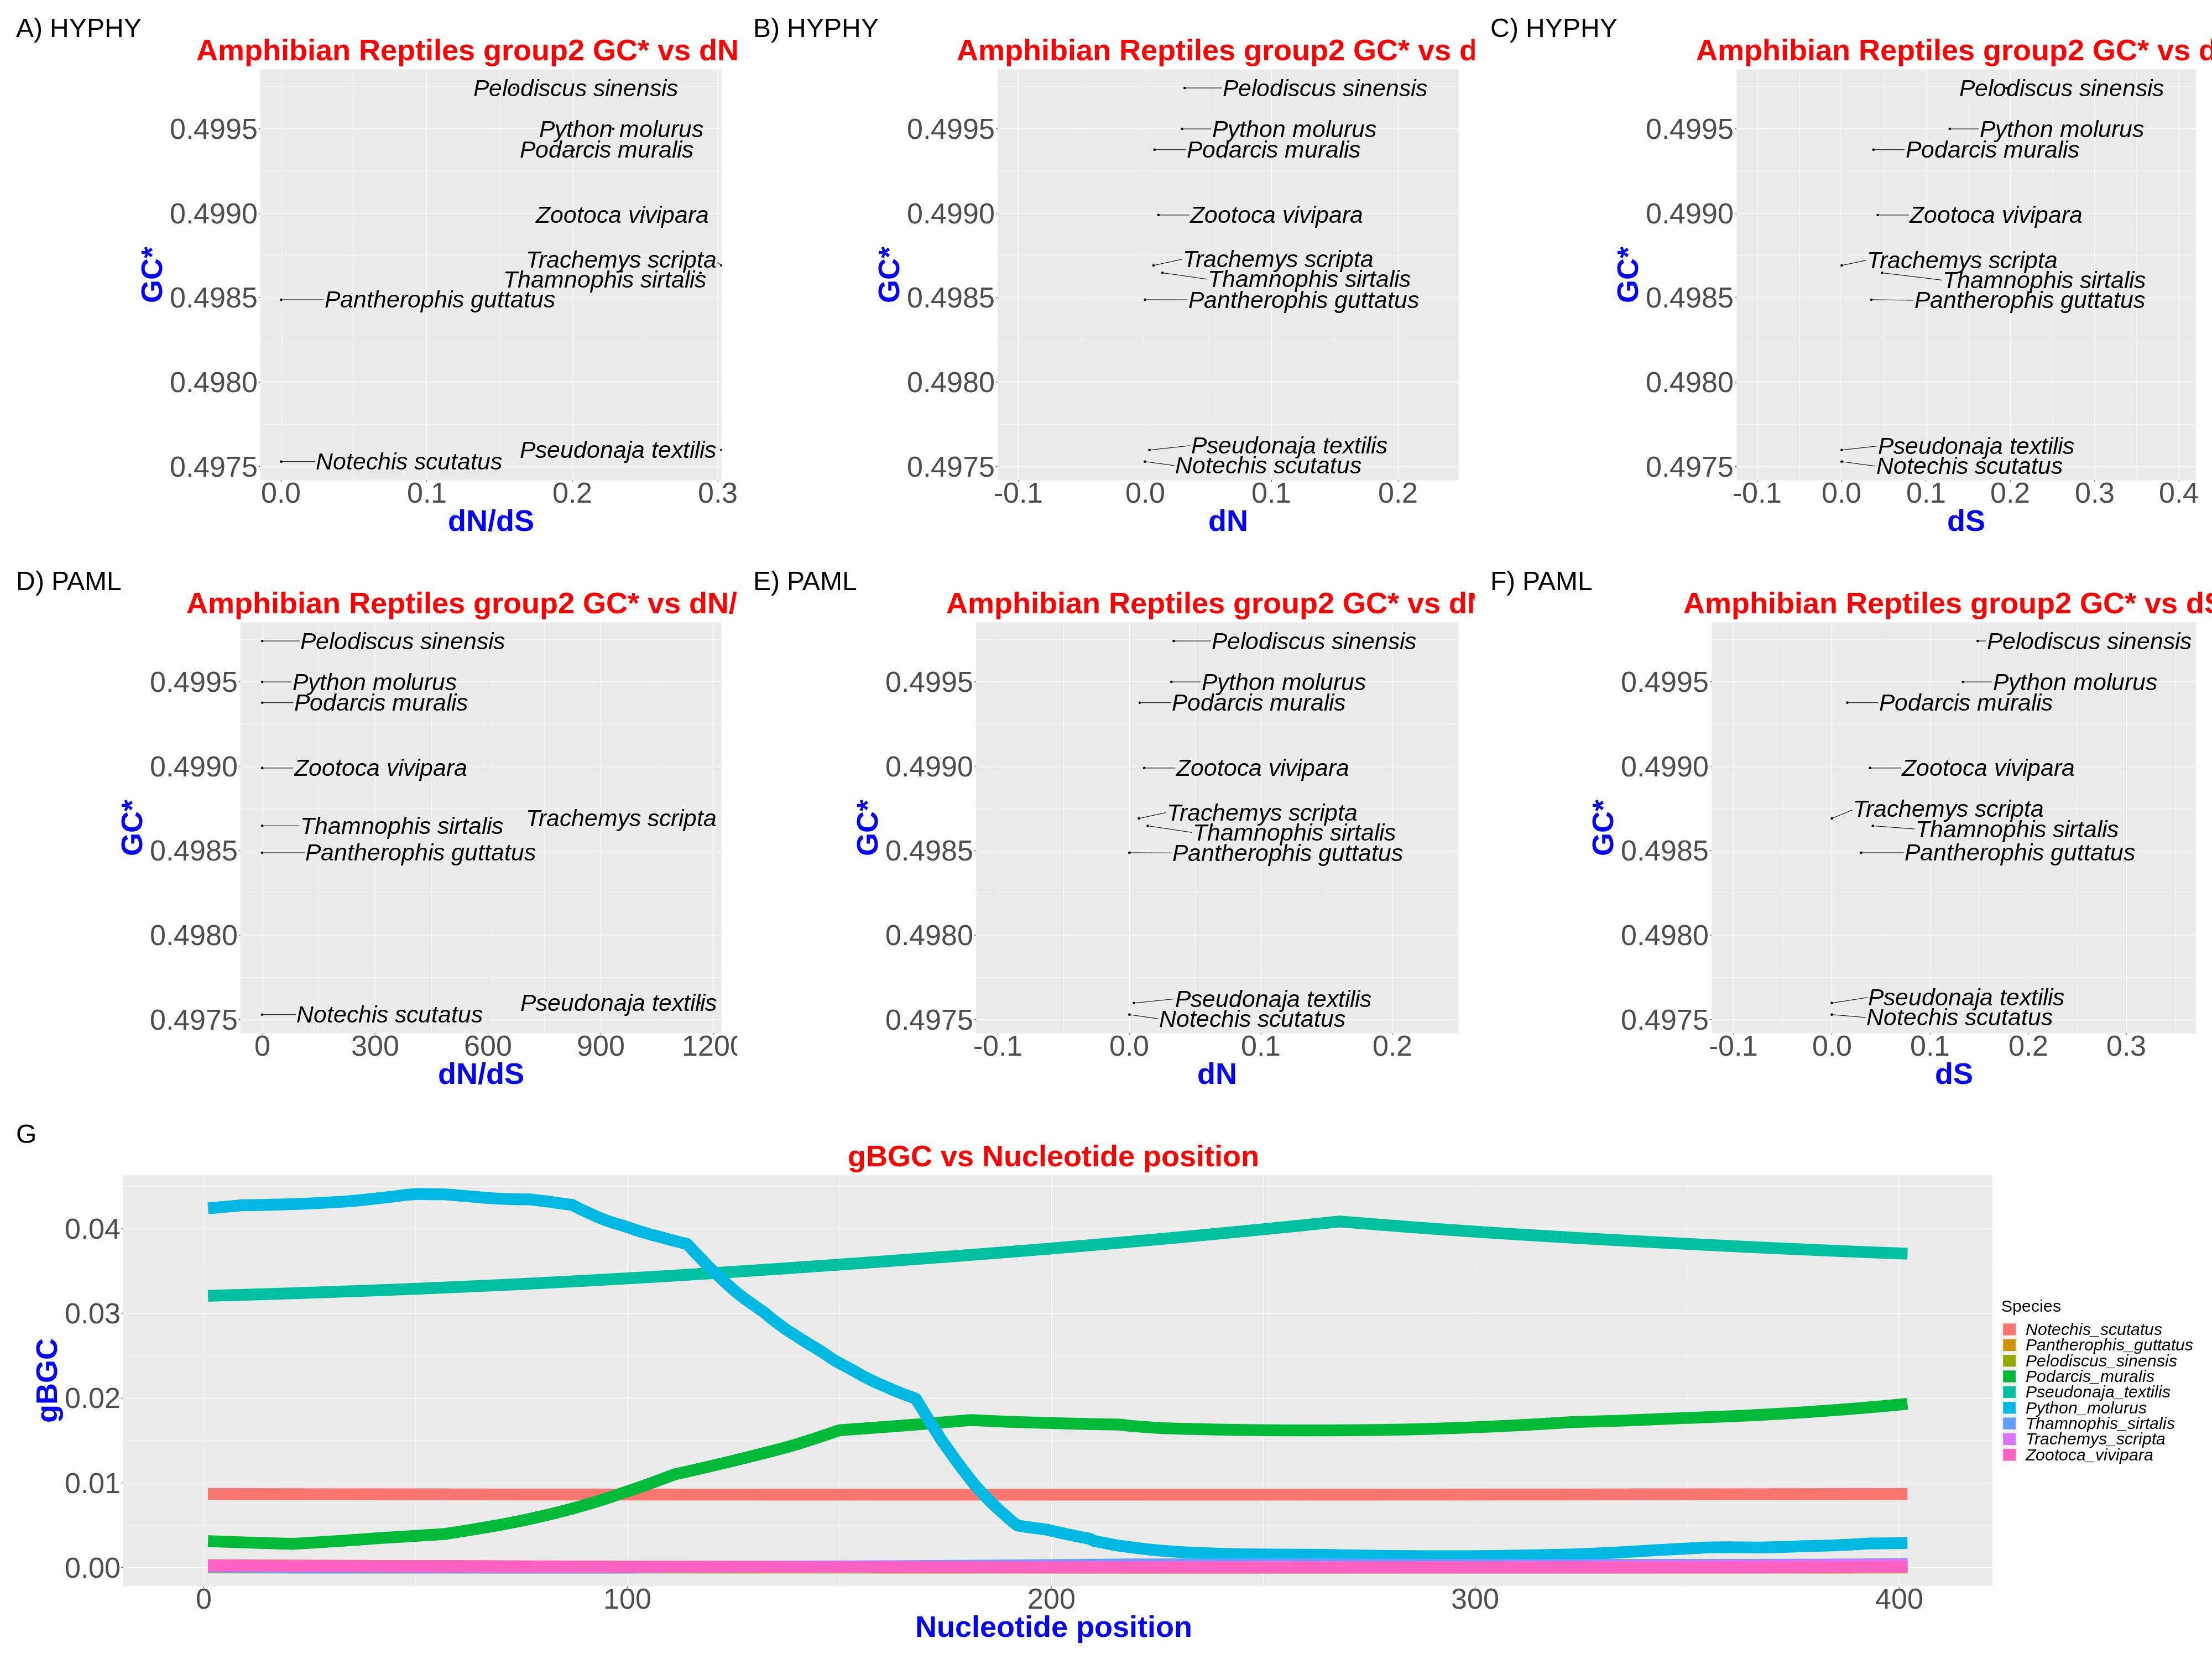 A) HYPHY
Amphibian Reptiles group2 GC* vs dN
Pelodiscus sinensis
Python molurus
Podarcis muralis
Zootoca vivipara
Trachemys scripta
Thamnophis sirtalis
Pantherophis guttatus
Pseudonaja textilis
Notechis scutatus
0.4995
0.4990
0.4985
0.4980
0.4975
GC*
0.0 0.1 0.2 0.3
dN/dS
B) HYPHY
Amphibian Reptiles group2 GC* vs d
Pelodiscus sinensis
Python molurus
Podarcis muralis
Zootoca vivipara
Trachemys scripta
Thamnophis sirtalis
Pantherophis guttatus
Pseudonaja textilis
Notechis scutatus
0.4995
0.4990
0.4985
0.4980
0.4975
GC*
-0.1 0.0 0.1 0.2
dN
C) HYPHY
Amphibian Reptiles group2 GC* vs d
Pelodiscus sinensis
Python molurus
Podarcis muralis
Zootoca vivipara
Trachemys scripta
Thamnophis sirtalis
Pantherophis guttatus
Pseudonaja textilis
Notechis scutatus
0.4995
0.4990
0.4985
0.4980
0.4975
GC*
-0.1 0.0 0.1 0.2 0.3 0.4
dS
D) PAML
Amphibian Reptiles group2 GC* vs dN/
Pelodiscus sinensis
Python molurus
Podarcis muralis
Zootoca vivipara
Trachemys scripta
Thamnophis sirtalis
Pantherophis guttatus
Pseudonaja textilis
Notechis scutatus
0.4995
0.4990
0.4985
0.4980
0.4975
GC*
0 300 600 900 1200
dN/dS
E) PAML
Amphibian Reptiles group2 GC* vs dN
Pelodiscus sinensis
Python molurus
Podarcis muralis
Zootoca vivipara
Trachemys scripta
Thamnophis sirtalis
Pantherophis guttatus
Pseudonaja textilis
Notechis scutatus
0.4995
0.4990
0.4985
0.4980
0.4975
GC*
-0.1 0.0 0.1 0.2
dN
F) PAML
Amphibian Reptiles group2 GC* vs dS
Pelodiscus sinensis
Python molurus
Podarcis muralis
Zootoca vivipara
Trachemys scripta
Thamnophis sirtalis
Pantherophis guttatus
Pseudonaja textilis
Notechis scutatus
0.4995
0.4990
0.4985
0.4980
0.4975
GC*
-0.1 0.0 0.1 0.2 0.3
dS
G
gBGC vs Nucleotide position
0.04
0.03
0.02
0.01
0.00
gBGC
0 100 200 300 400
Nucleotide position
Species
Notechis_scutatus
Pantherophis_guttatus
Pelodiscus_sinensis
Podarcis_muralis
Pseudonaja_textilis
Python_molurus
Thamnophis_sirtalis
Trachemys_scripta
Zootoca_vivipara